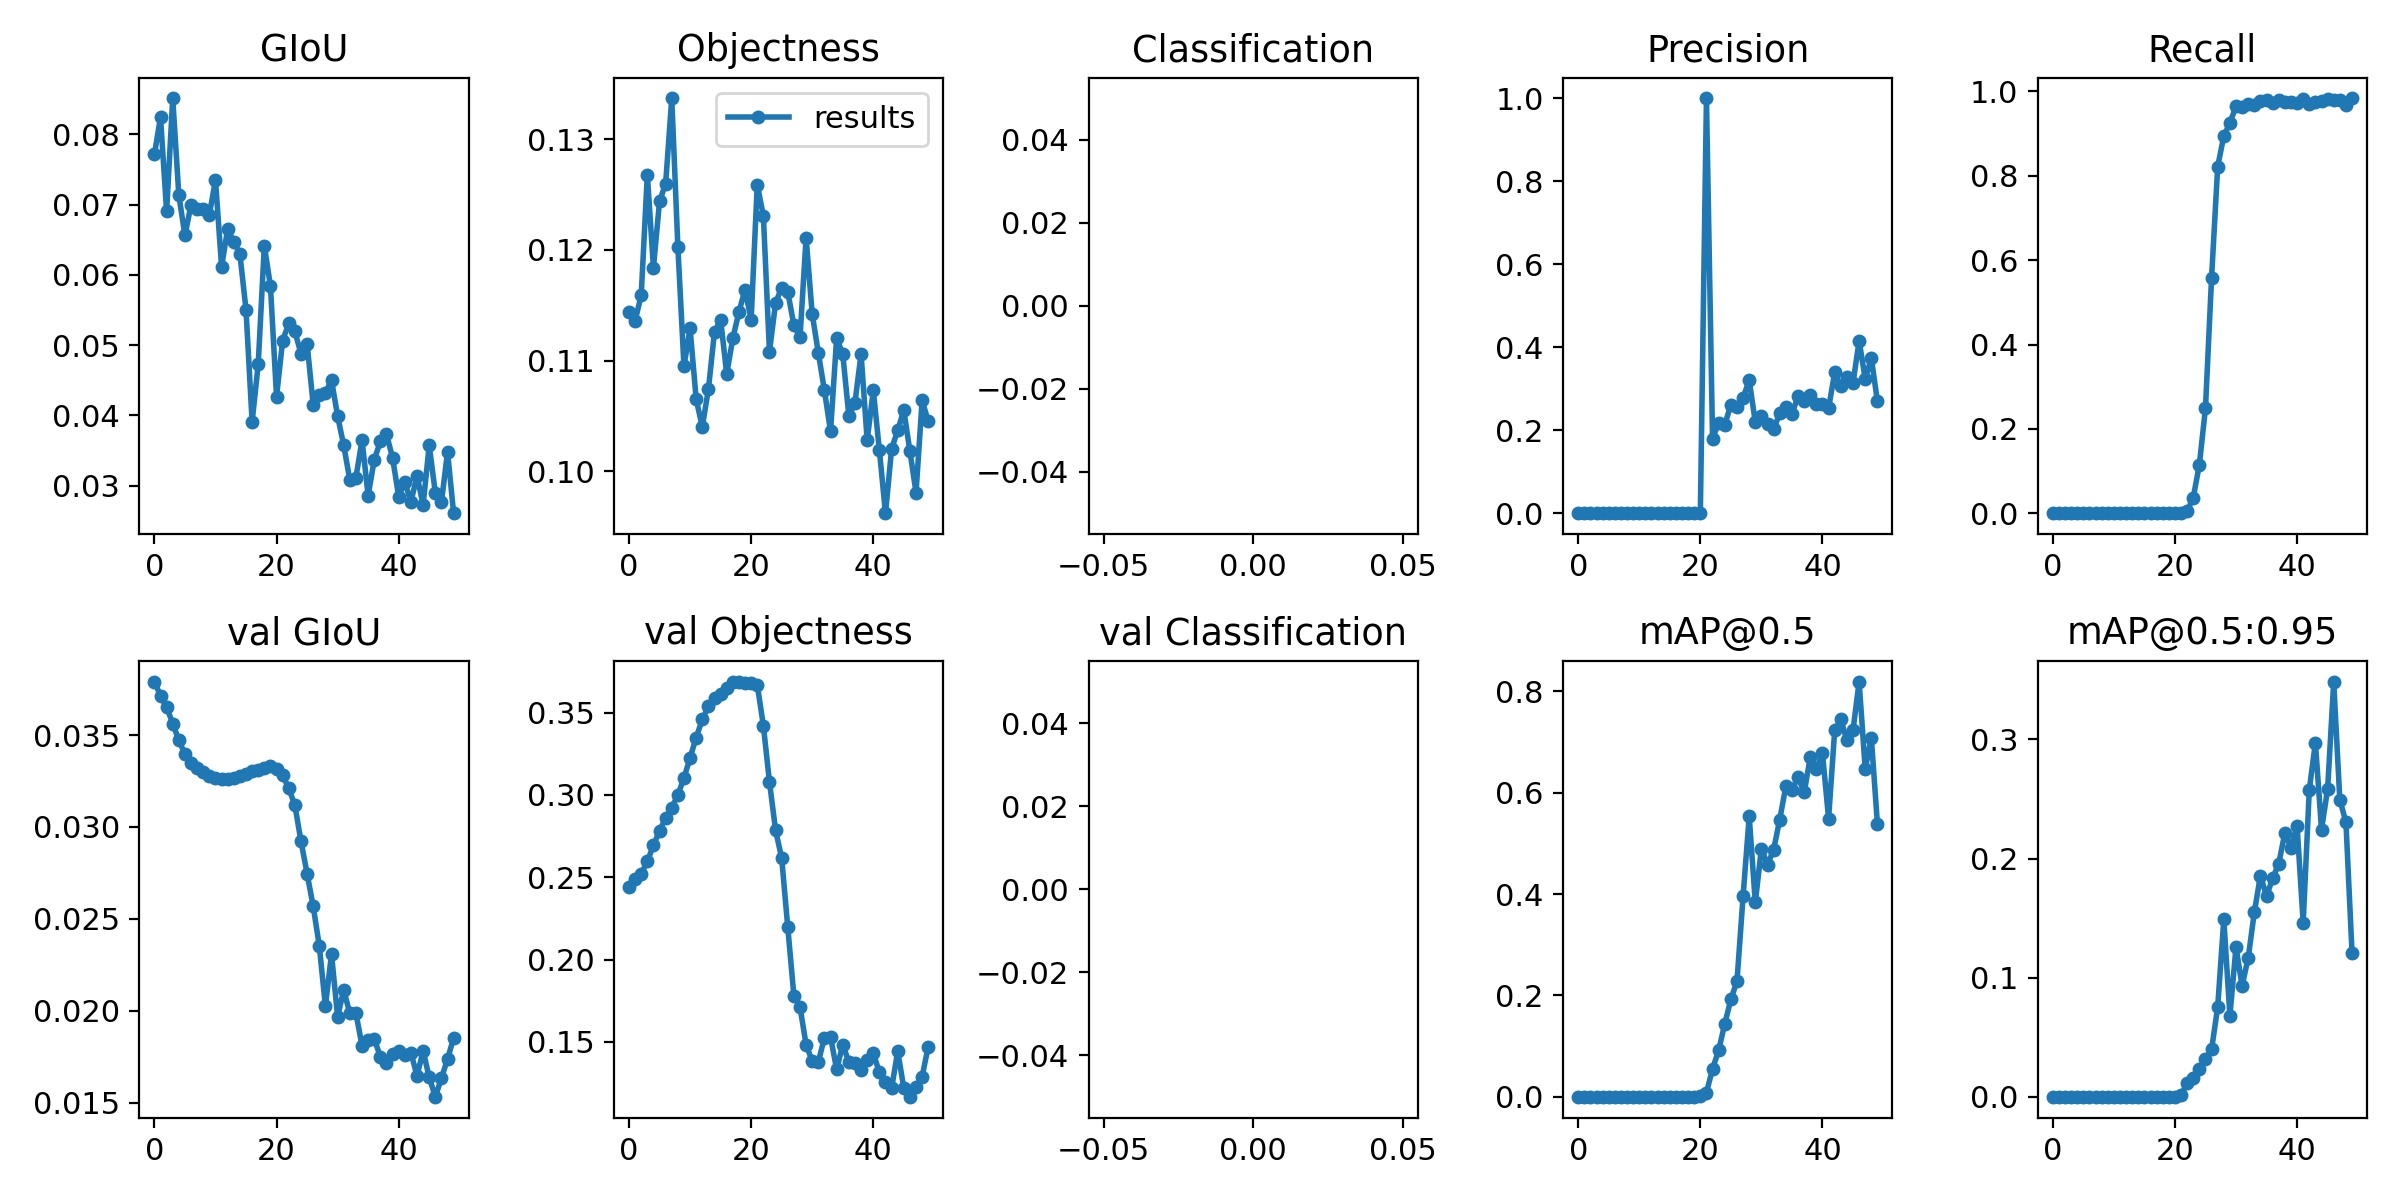 GIoU
0.08
0.07
0.06
0.05
0.04
0.03
0 20 40
Objectness
results
0.13
0.12
0.11
0.10
0 20 40
Classification
0.04
0.02
0.00
−0.02
−0.04
−0.05 0.00 0.05
Precision
1.0
0.8
0.6
0.4
0.2
0.0
0 20 40
Recall
1.0
0.8
0.6
0.4
0.2
0.0
0 20 40
val GIoU
0.035
0.030
0.025
0.020
0.015
0 20 40
val Objectness
0.35
0.30
0.25
0.20
0.15
0 20 40
val Classification
0.04
0.02
0.00
−0.02
−0.04
−0.05 0.00 0.05
mAP@0.5
0.8
0.6
0.4
0.2
0.0
0 20 40
mAP@0.5:0.95
0.3
0.2
0.1
0.0
0 20 40